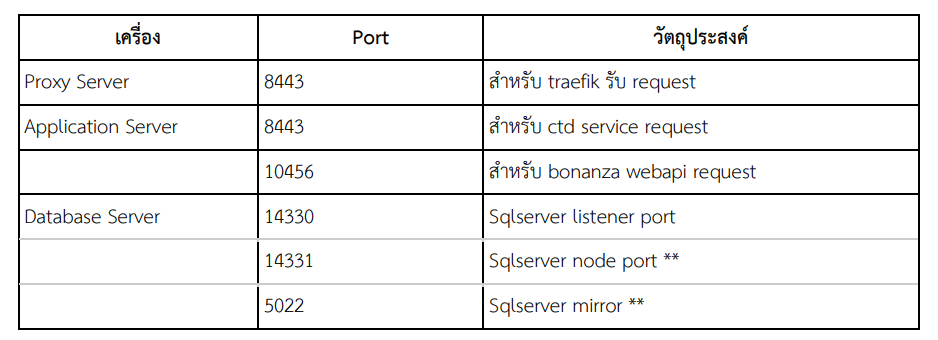 เครื่อง Port วัตถุประสงค์
Proxy Server 8443 สำหรับ traefik รับ request
Application Server 8443 สำหรับ ctd service request
10456 สำหรับ bonanza webapi request
Database Server 14330 Sqlserver listener port
14331 Sqlserver node port **
5022 Sqlserver mirror **